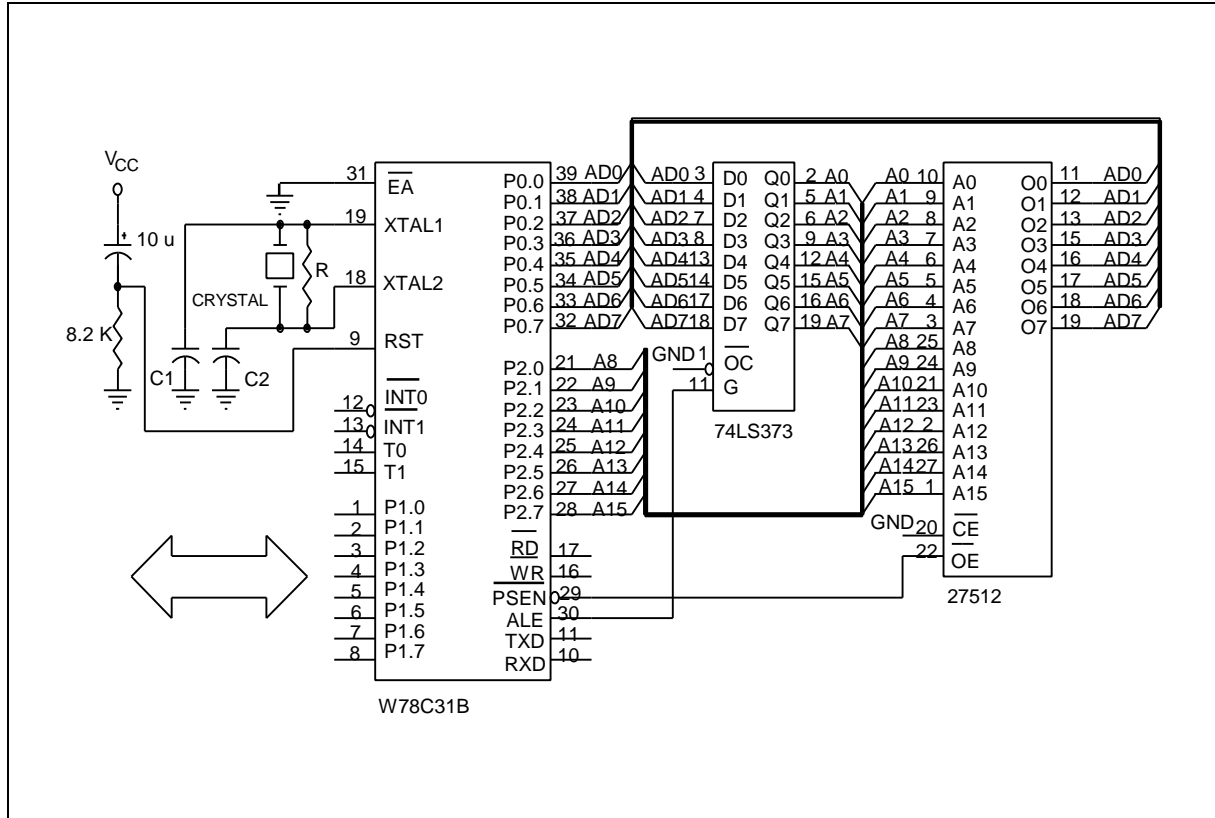 VCC
10 u
8.2 K
C1
C2
CRYSTAL
R
31 EA
19 XTAL1
18 XTAL2
9 RST
12 INT0
13 INT1
14 T0
15 T1
1 P1.0
2 P1.1
3 P1.2
4 P1.3
5 P1.4
6 P1.5
7 P1.6
8 P1.7
P0.0 39 AD0
P0.1 38 AD1
P0.2 37 AD2
P0.3 36 AD3
P0.4 35 AD4
P0.5 34 AD5
P0.6 33 AD6
P0.7 32 AD7
P2.0 21 A8
P2.1 22 A9
P2.2 23 A10
P2.3 24 A11
P2.4 25 A12
P2.5 26 A13
P2.6 27 A14
P2.7 28 A15
RD 17
WR 16
PSEN 29
ALE 30
TXD 11
RXD 10
W78C31B
AD0 3 D0 Q0 2 A0
AD1 4 D1 Q1 5 A1
AD2 7 D2 Q2 6 A2
AD3 8 D3 Q3 9 A3
AD4 13 D4 Q4 12 A4
AD5 14 D5 Q5 15 A5
AD6 17 D6 Q6 16 A6
AD7 18 D7 Q7 19 A7
GND 1 OC
11 G
74LS373
A0 10 A0 O0 11 AD0
A1 9 A1 O1 12 AD1
A2 8 A2 O2 13 AD2
A3 7 A3 O3 15 AD3
A4 6 A4 O4 16 AD4
A5 5 A5 O5 17 AD5
A6 4 A6 O6 18 AD6
A7 3 A7 O7 19 AD7
A8 25 A8
A9 24 A9
A10 21 A10
A11 23 A11
A12 2 A12
A13 26 A13
A14 27 A14
A15 1 A15
GND 20 CE
22 OE
27512